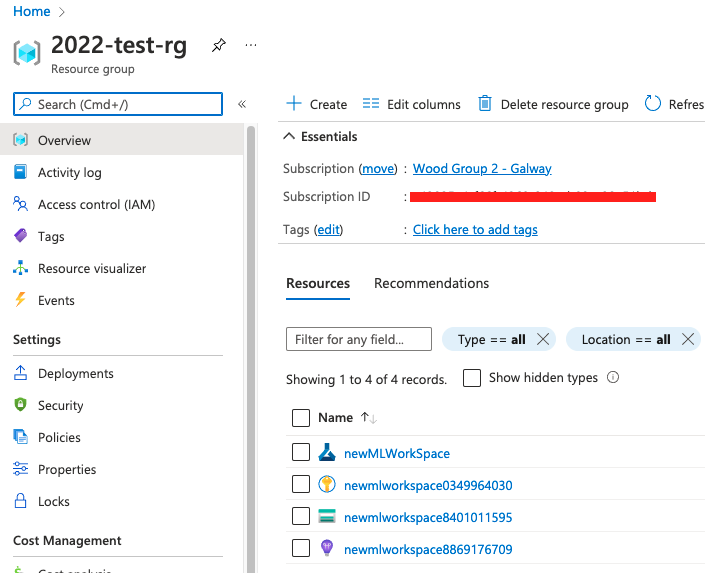 Home >
2022-test-rg
Resource group
Search (Cmd+/)
«
Overview
Activity log
Access control (IAM)
Tags
Resource visualizer
Events
Settings
Deployments
Security
Policies
Properties
Locks
Cost Management
Cost analysis
Create Edit columns Delete resource group Refres
Essentials
Subscription (move) : Wood Group 2 - Galway
Subscription ID :
Tags (edit) : Click here to add tags
Resources Recommendations
Filter for any field... Type == all Location == all
Showing 1 to 4 of 4 records. Show hidden types
Name ↑↓
newMLWorkSpace
newmlworkspace0349964030
newmlworkspace8401011595
newmlworkspace8869176709